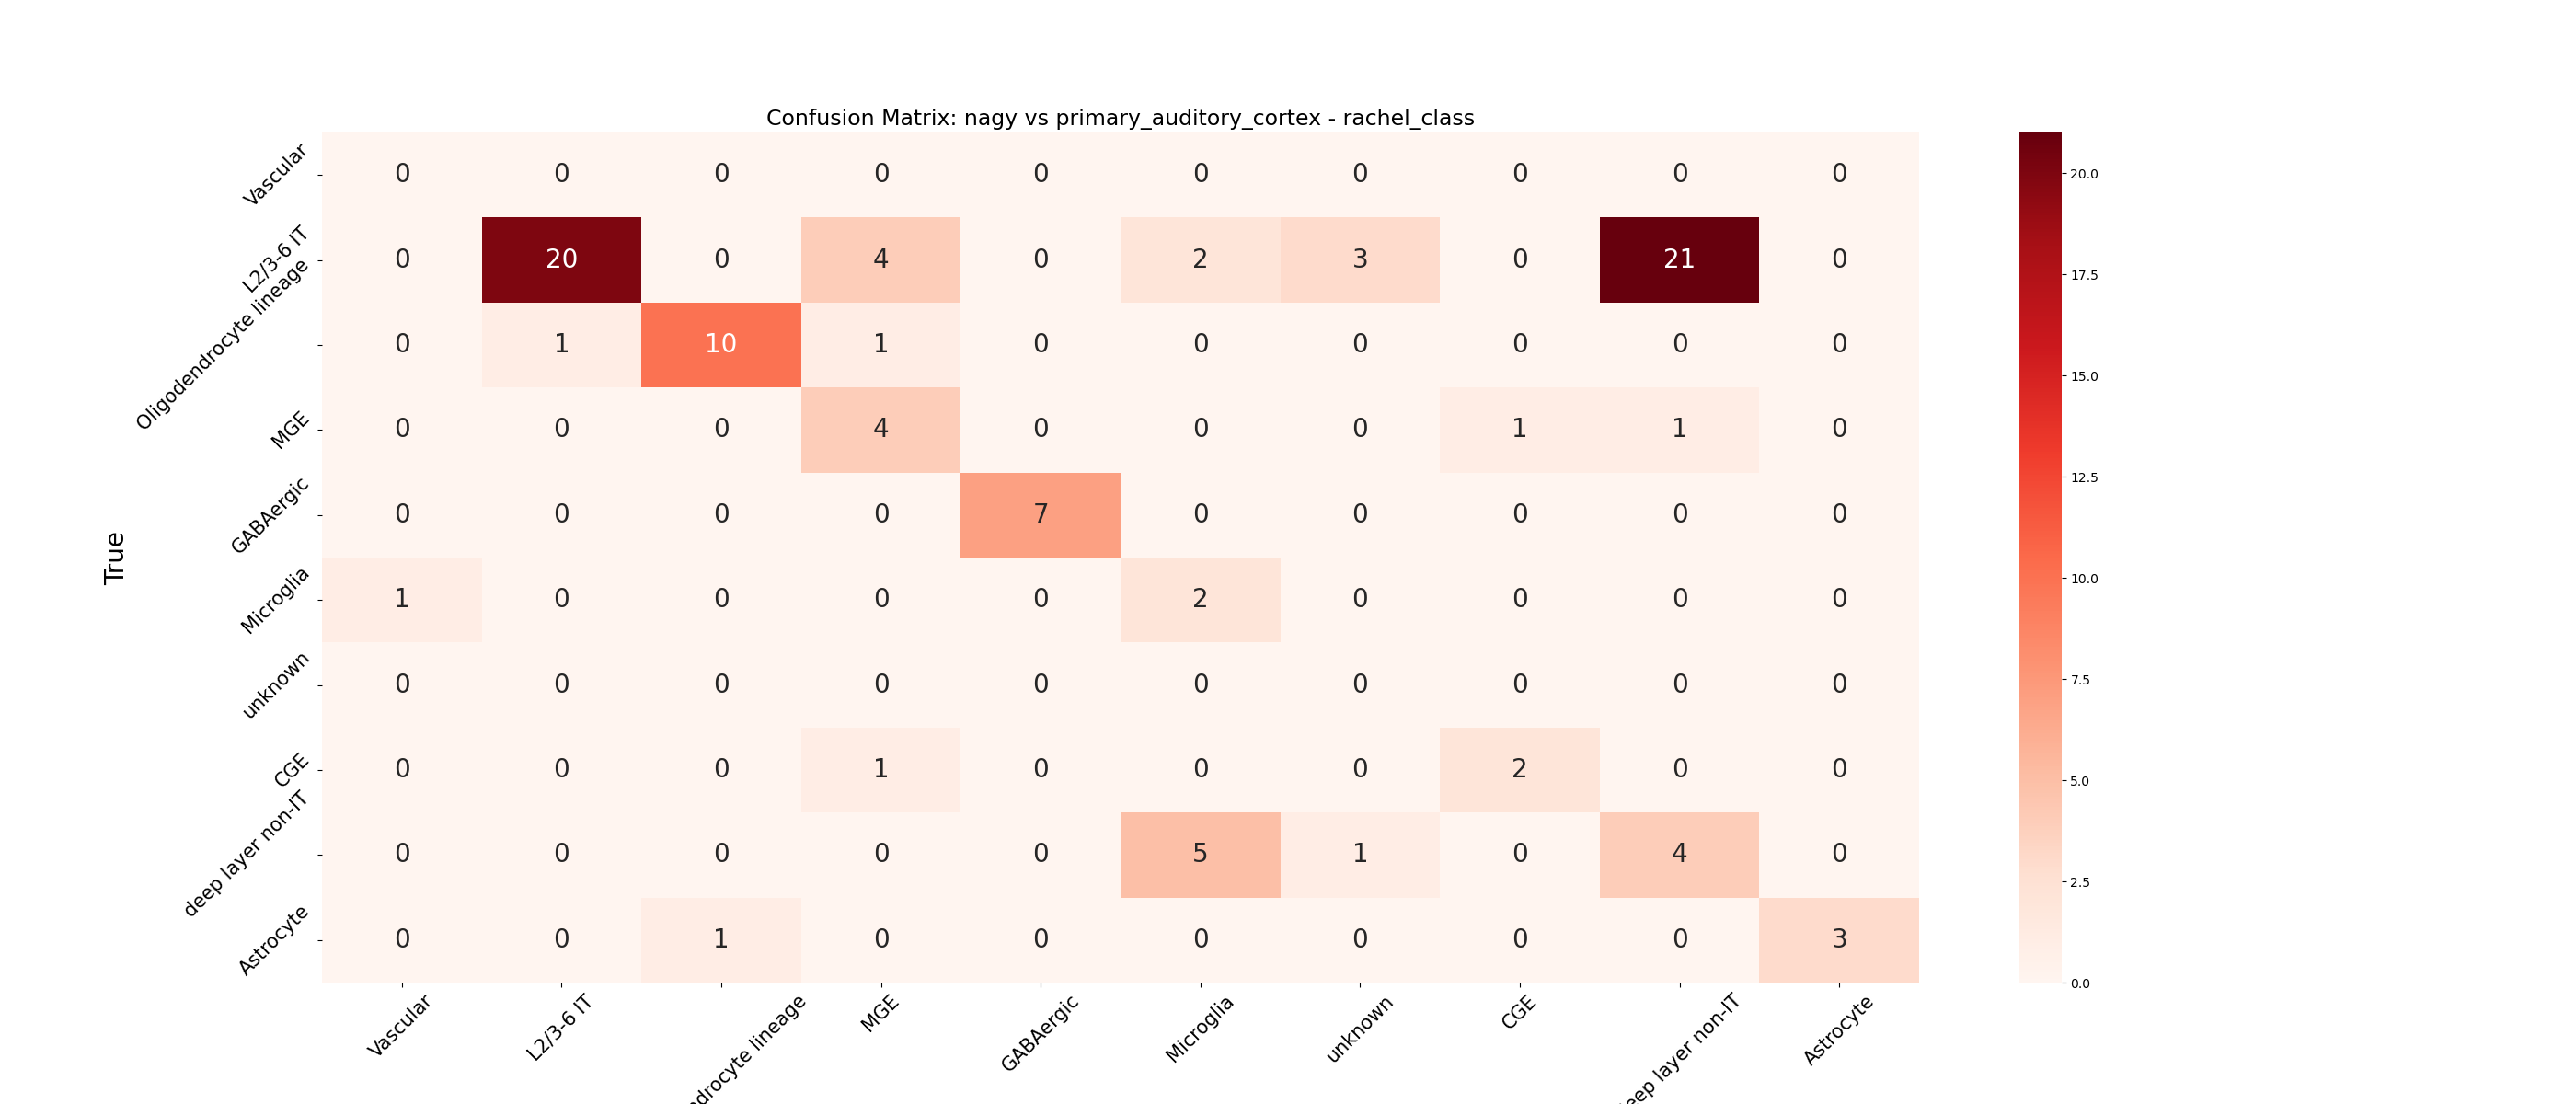 Confusion Matrix: nagy vs primary_auditory_cortex - rachel_class
True
Vascular 0 0 0 0 0 0 0 0 0 0
L2/3-6 IT 0 20 0 4 0 2 3 0 21 0
Oligodendrocyte lineage 0 1 10 1 0 0 0 0 0 0
MGE 0 0 0 4 0 0 0 1 1 0
GABAergic 0 0 0 0 7 0 0 0 0 0
Microglia 1 0 0 0 0 2 0 0 0 0
unknown 0 0 0 0 0 0 0 0 0 0
CGE 0 0 0 1 0 0 0 2 0 0
deep layer non-IT 0 0 0 0 0 5 1 0 4 0
Astrocyte 0 0 1 0 0 0 0 0 0 3
Vascular L2/3-6 IT lineage MGE GABAergic Microglia unknown CGE layer non-IT Astrocyte
20.0
17.5
15.0
12.5
10.0
7.5
5.0
2.5
0.0